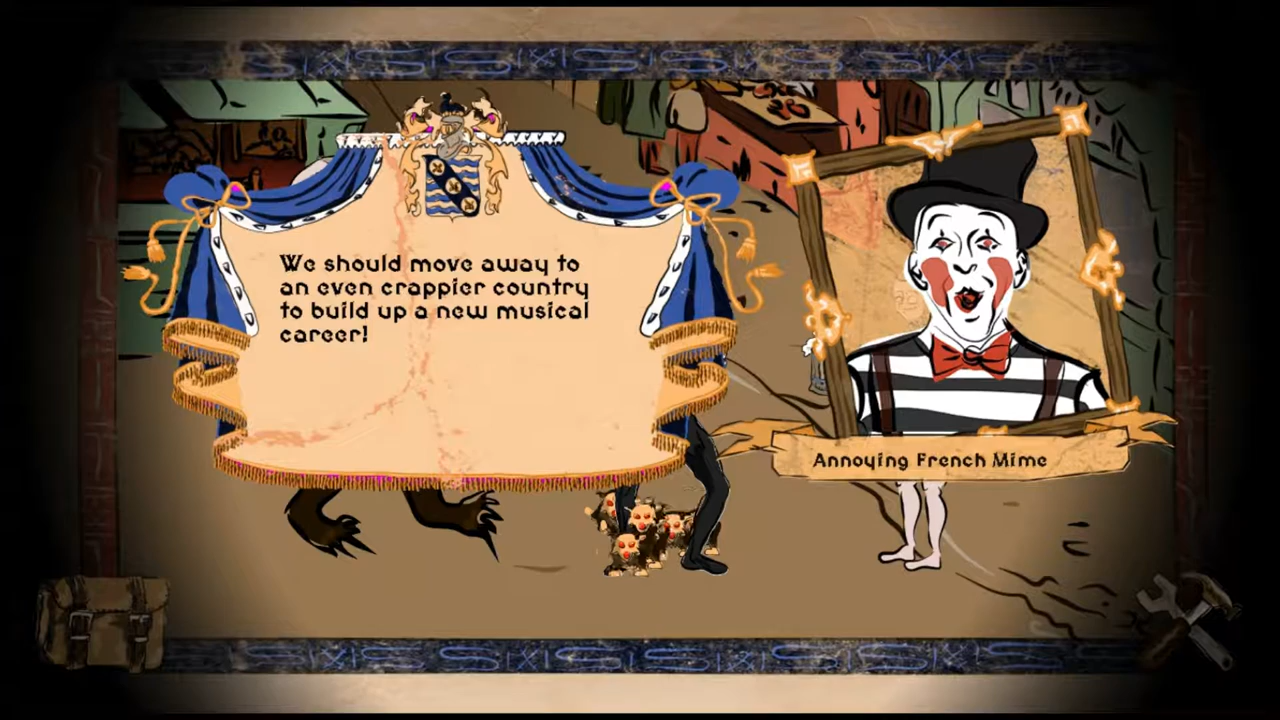 We should move away to
an even crappier country
to build up a new musical
career!
Annoying French Mime